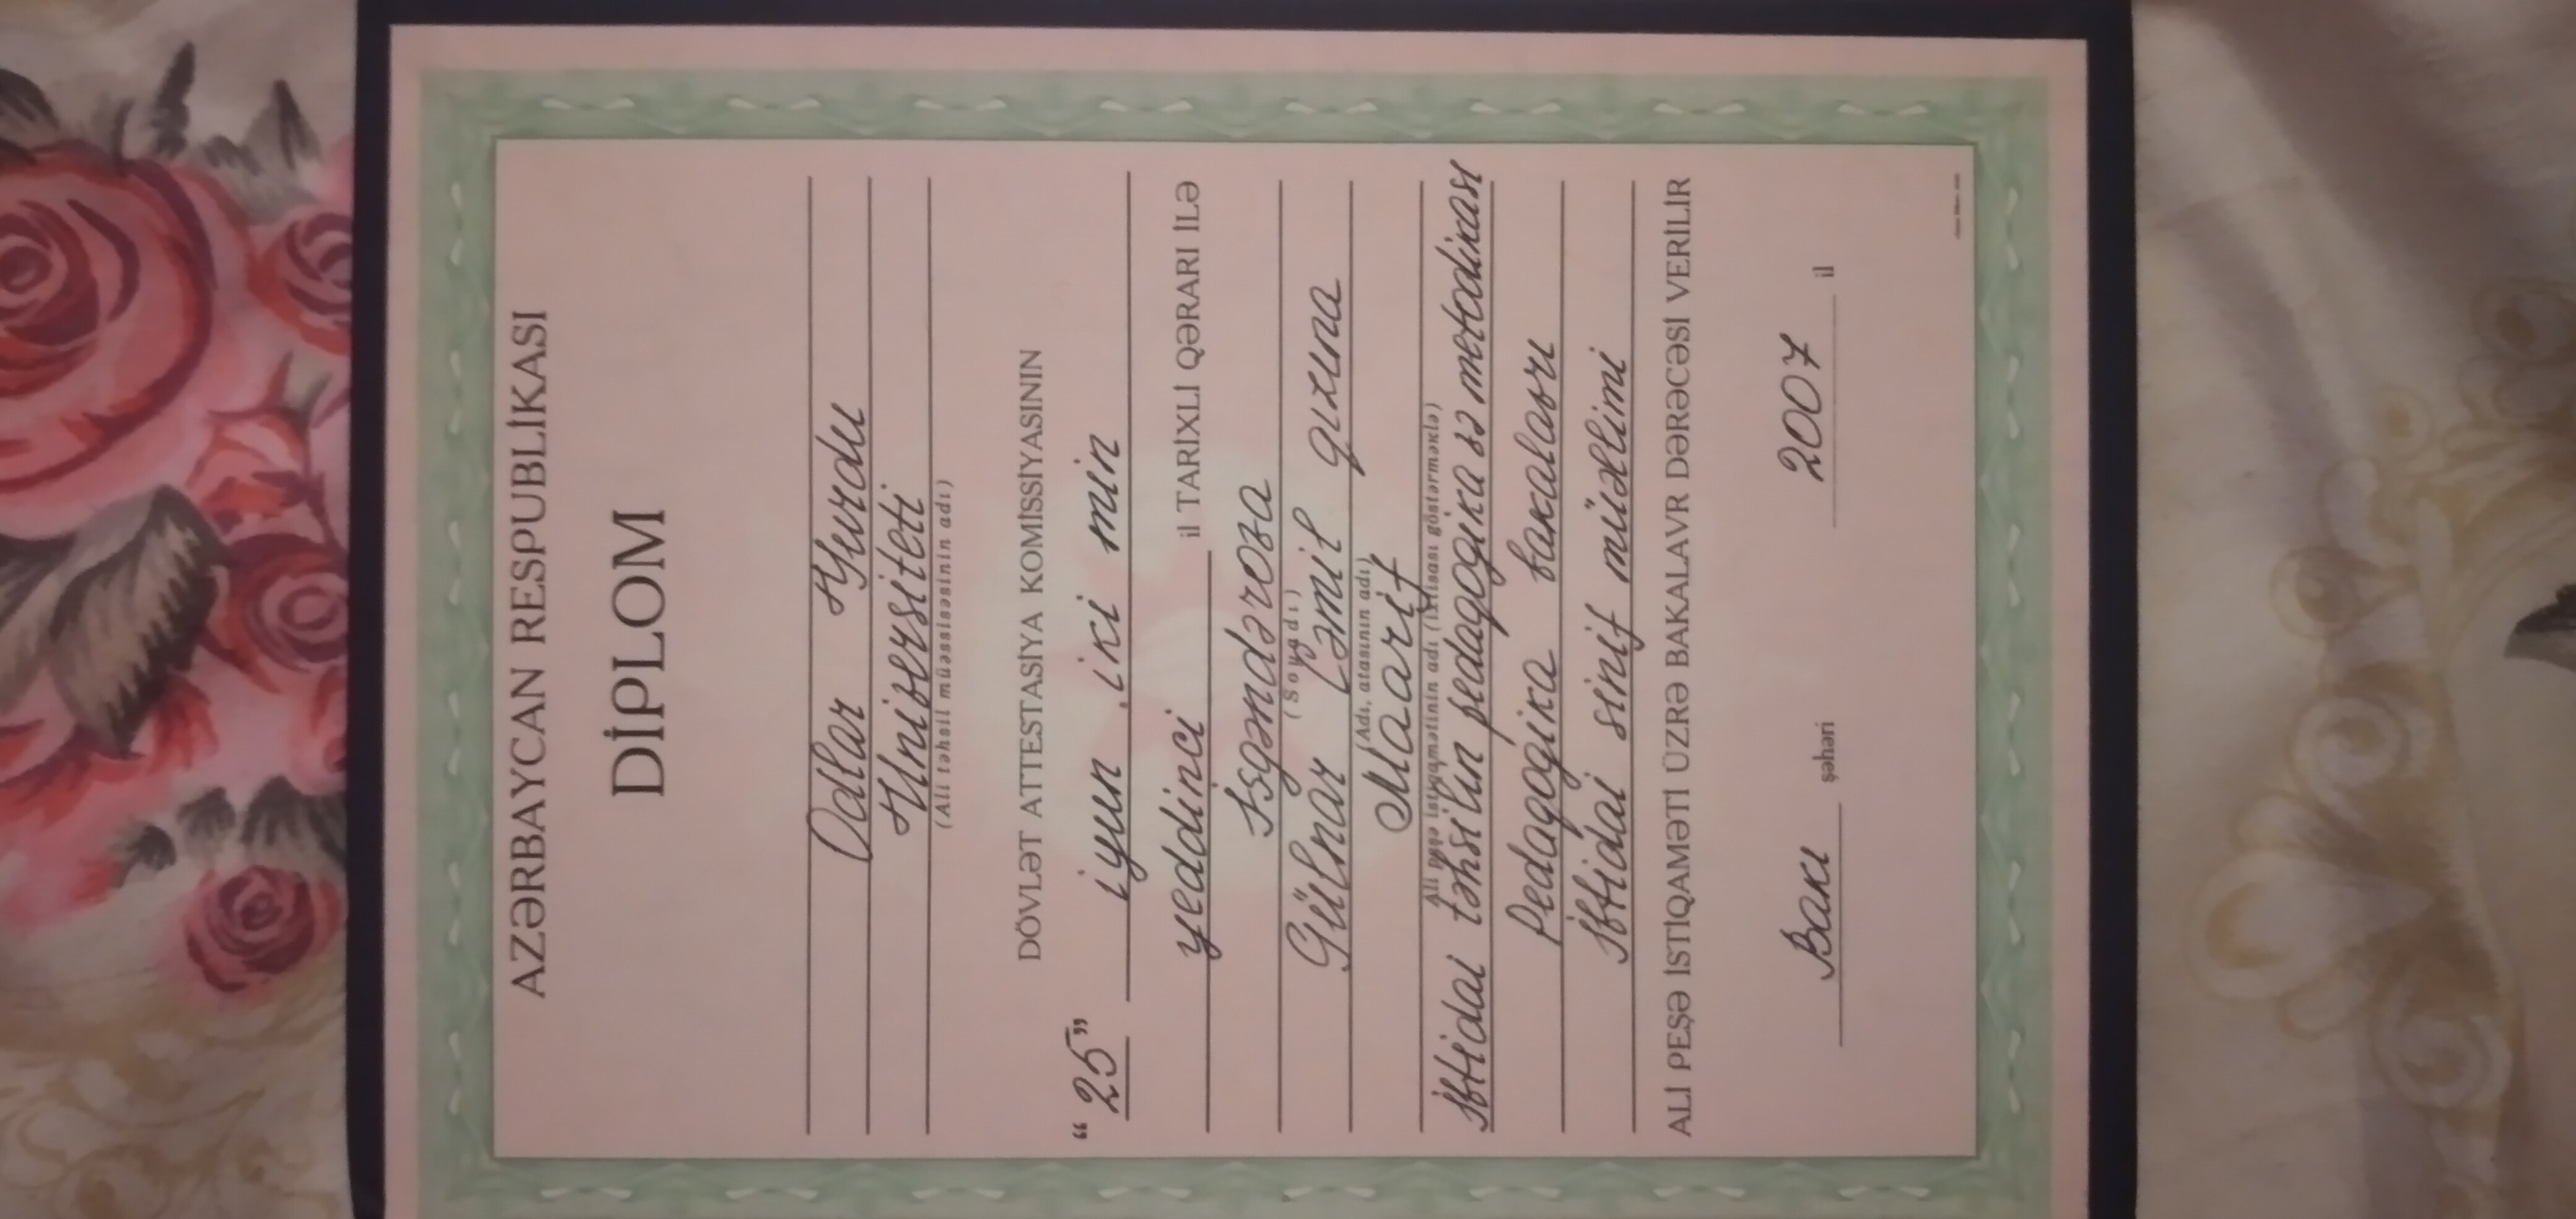 AZƏRBAYCAN RESPUBLİKASI
DİPLOM
Odlar Yurdu
Universiteti
(Ali təhsil müəssisəsinin adı)
DÖVLƏT ATTESTASİYA KOMİSSİYASININ
“25” iyun iki min
yeddinci il TARİXLİ QƏRARI İLƏ
İsgəndərova
(Soyadı)
Gülnar Cəmil qızına
(Adı, atasının adı)
Maarif
Ali peşə istiqamətinin adı (ixtisası göstərməklə)
İbtidai təhsilin pedaqogika və metodikası
Pedaqogika bakalavrı
İbtidai sinif müəllimi
ALİ PEŞƏ İSTİQAMƏTİ ÜZRƏ BAKALAVR DƏRƏCƏSİ VERİLİR
Bakı şəhəri 2007 il